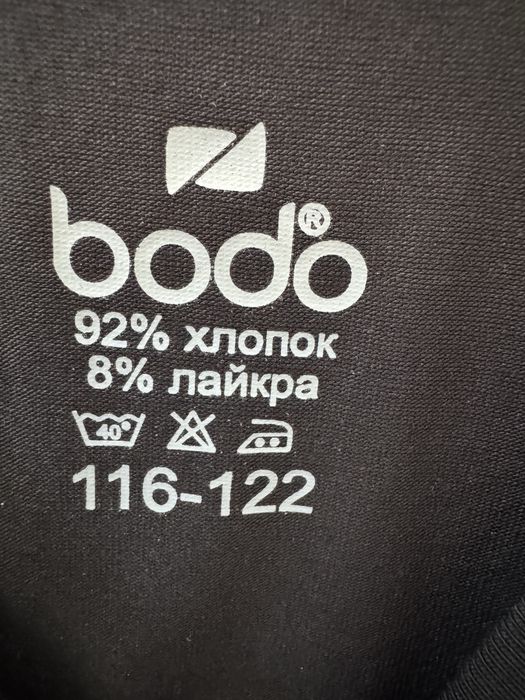 bodo®
92% хлопок
8% лайкра
40°
116-122